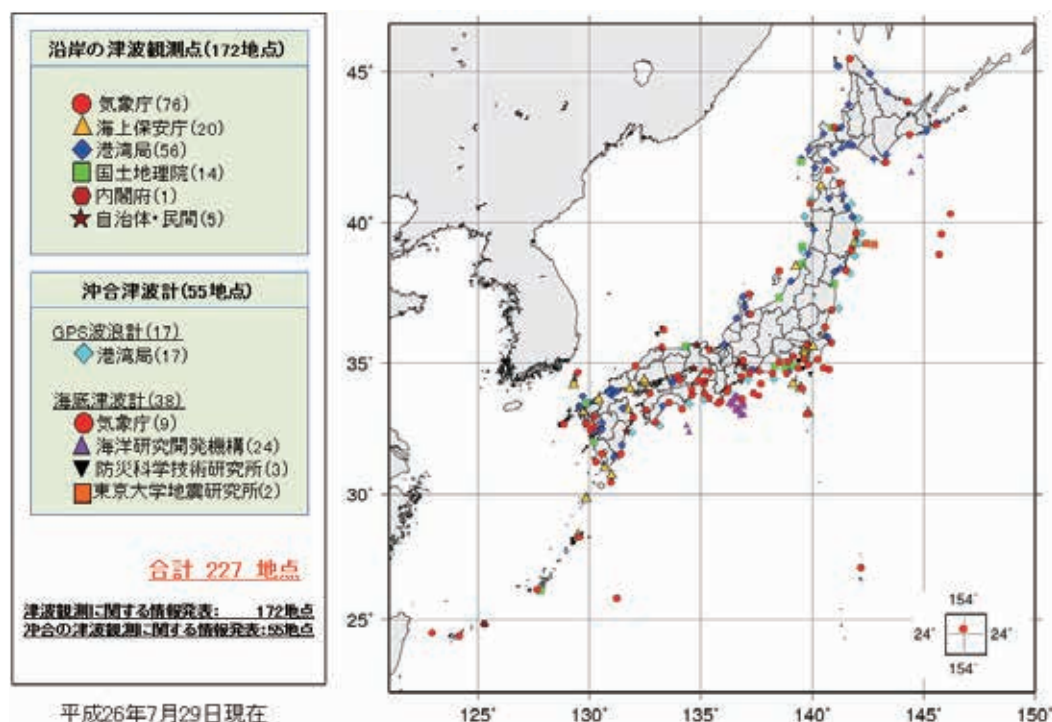 沿岸の津波観測点(172地点)
気象庁(76)
海上保安庁(20)
港湾局(56)
国土地理院(14)
内閣府(1)
自治体・民間(5)
沖合津波計(55地点)
GPS波浪計(17)
港湾局(17)
海底津波計(38)
気象庁(9)
海洋研究開発機構(24)
防災科学技術研究所(3)
東京大学地震研究所(2)
合計 227 地点
津波観測に関する情報発表: 172地点
沖合の津波観測に関する情報発表:55地点
平成26年7月29日現在
45°
40°
35°
30°
25°
154°
24° 24°
154°
125° 130° 135° 140° 145° 150°